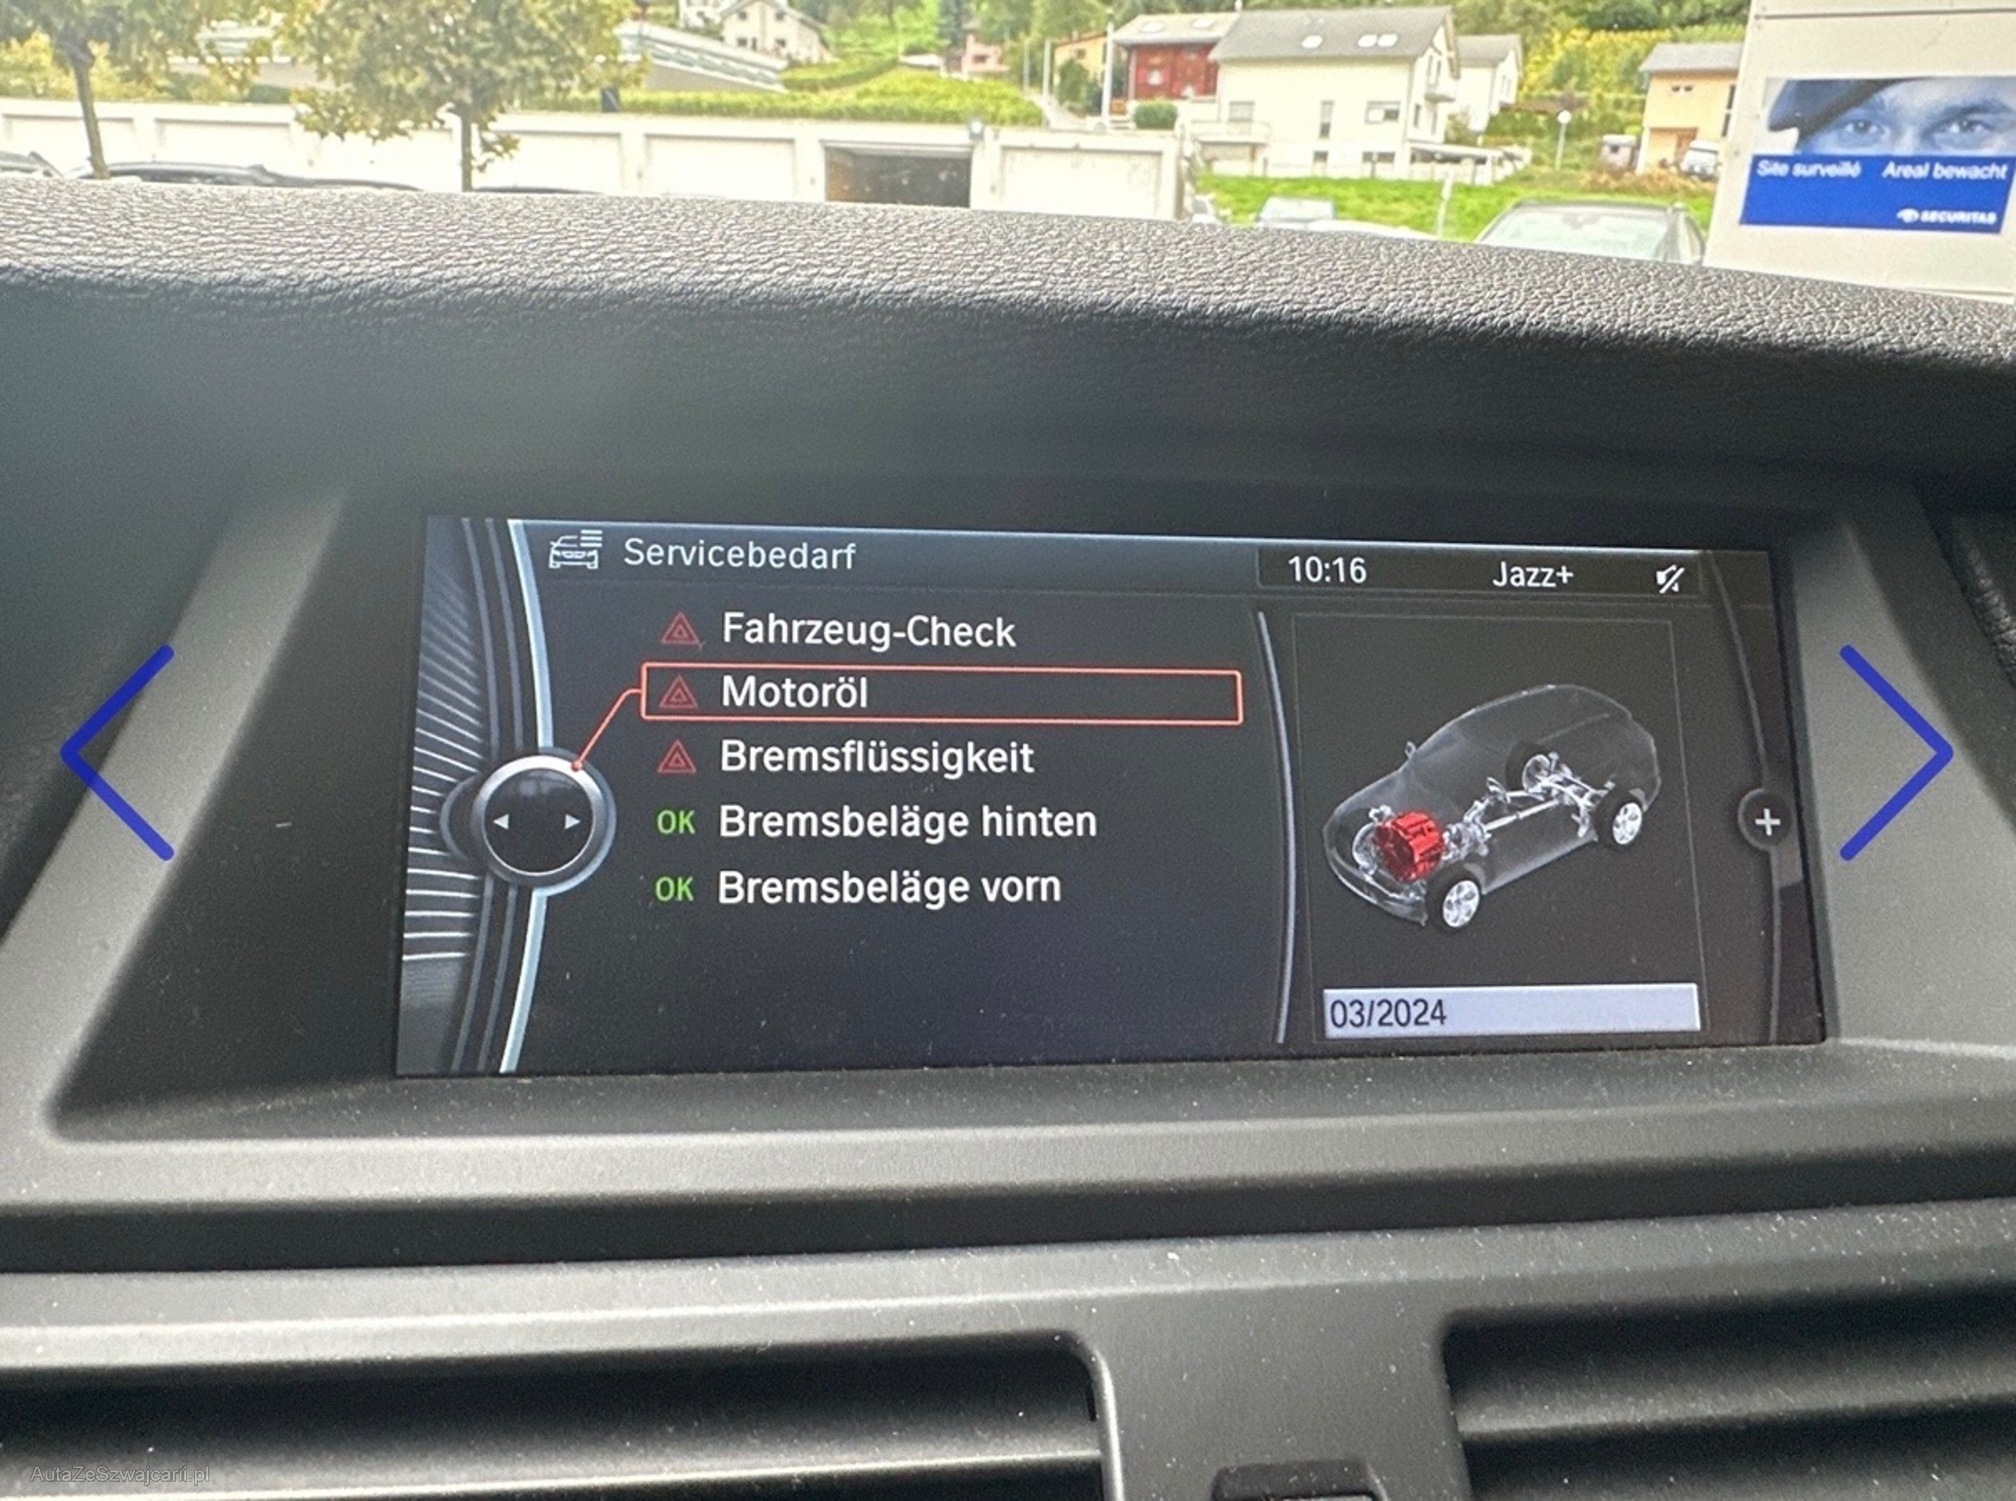 Site surveillé Areal bewacht
SECURITAS
Servicebedarf
10:16 Jazz+
Fahrzeug-Check
Motoröl
Bremsflüssigkeit
OK Bremsbeläge hinten
OK Bremsbeläge vorn
03/2024
AutaZeSzwajcarii.pl